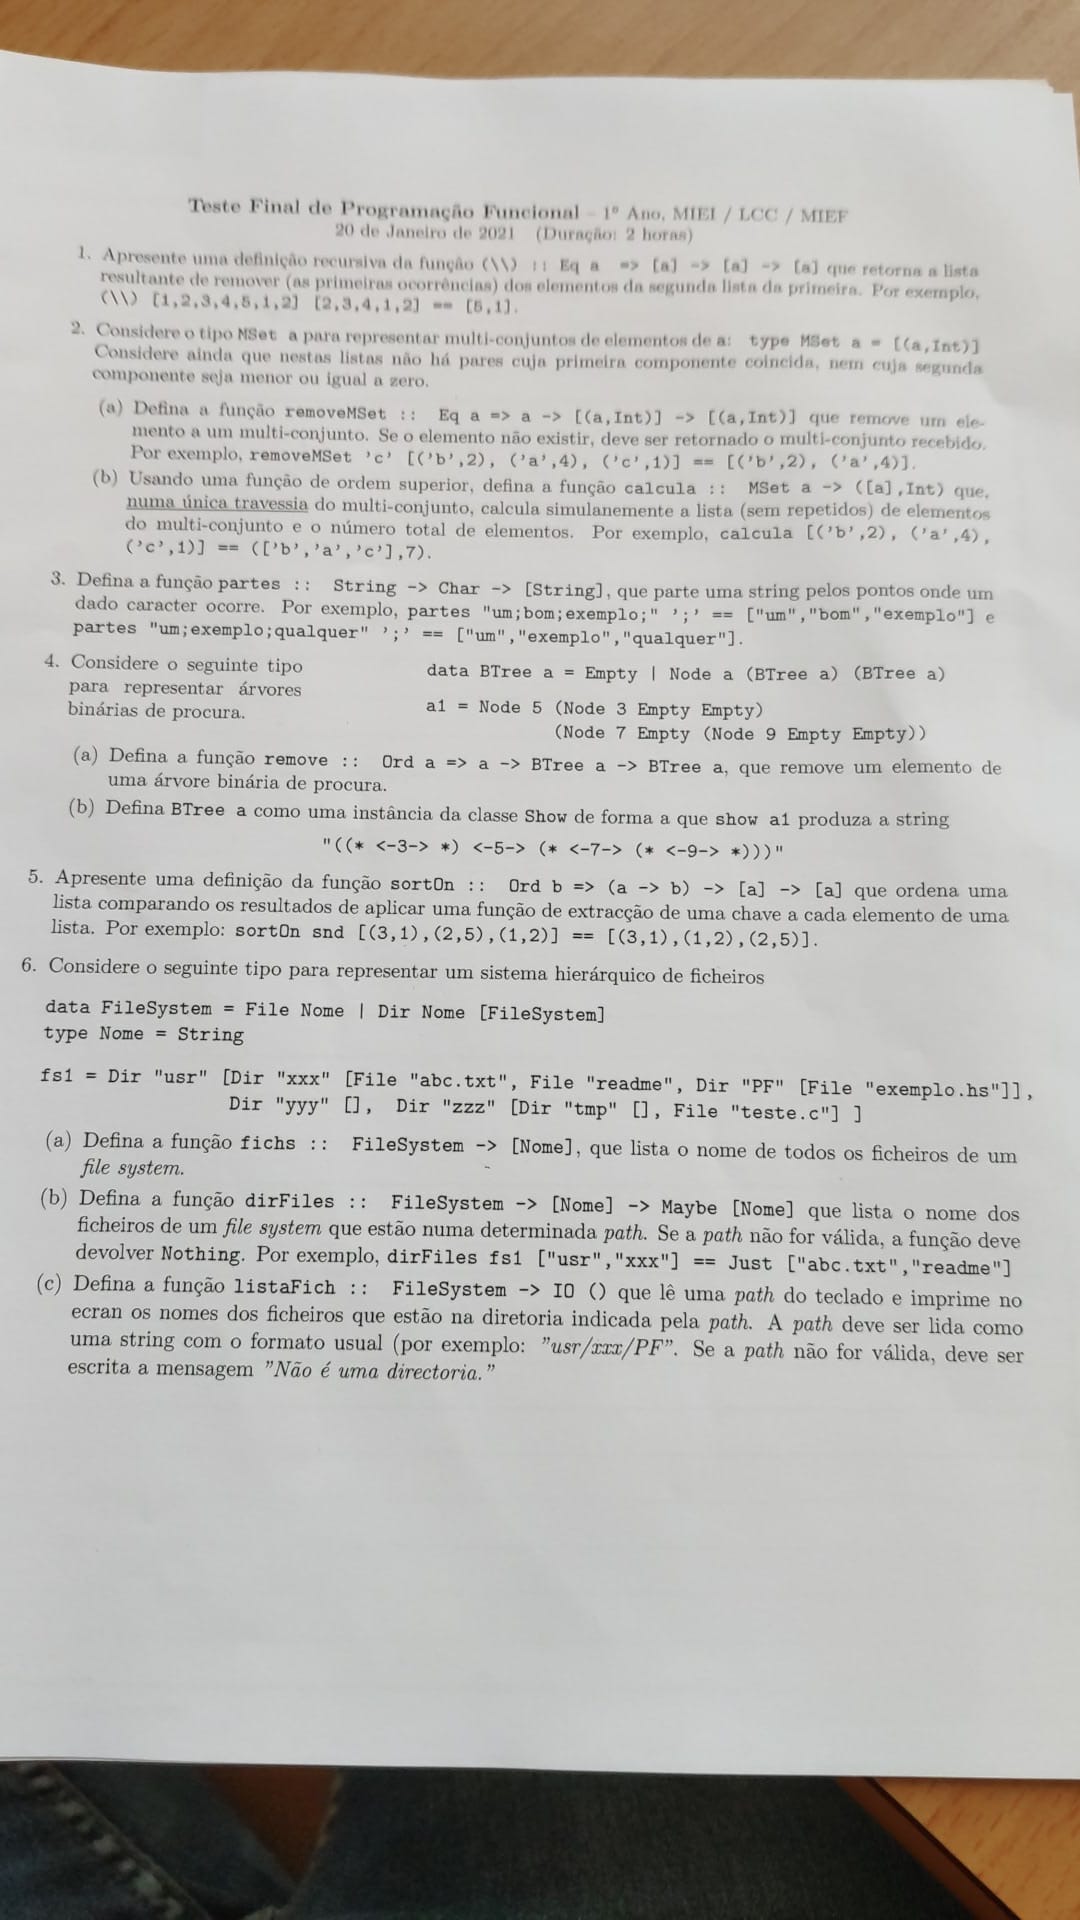 Teste Final de Programação Funcional – 1º Ano, MIEI / LCC / MIEF
20 de Janeiro de 2021 (Duração: 2 horas)
1. Apresente uma definição recursiva da função (\\) :: Eq a => [a] -> [a] -> [a] que retorna a lista
resultante de remover (as primeiras ocorrências) dos elementos da segunda lista da primeira. Por exemplo,
(\\) [1,2,3,4,5,1,2] [2,3,4,1,2] == [5,1].
2. Considere o tipo MSet a para representar multi-conjuntos de elementos de a: type MSet a = [(a,Int)]
Considere ainda que nestas listas não há pares cuja primeira componente coincida, nem cuja segunda
componente seja menor ou igual a zero.
(a) Defina a função removeMSet :: Eq a => a -> [(a,Int)] -> [(a,Int)] que remove um ele-
mento a um multi-conjunto. Se o elemento não existir, deve ser retornado o multi-conjunto recebido.
Por exemplo, removeMSet 'c' [('b',2), ('a',4), ('c',1)] == [('b',2), ('a',4)].
(b) Usando uma função de ordem superior, defina a função calcula :: MSet a -> ([a],Int) que,
numa única travessia do multi-conjunto, calcula simulanemente a lista (sem repetidos) de elementos
do multi-conjunto e o número total de elementos. Por exemplo, calcula [('b',2), ('a',4),
('c',1)] == (['b','a','c'],7).
3. Defina a função partes :: String -> Char -> [String], que parte uma string pelos pontos onde um
dado caracter ocorre. Por exemplo, partes "um;bom;exemplo;" ';' == ["um","bom","exemplo"] e
partes "um;exemplo;qualquer" ';' == ["um","exemplo","qualquer"].
4. Considere o seguinte tipo
para representar árvores
binárias de procura.
data BTree a = Empty | Node a (BTree a) (BTree a)
a1 = Node 5 (Node 3 Empty Empty)
(Node 7 Empty (Node 9 Empty Empty))
(a) Defina a função remove :: Ord a => a -> BTree a -> BTree a, que remove um elemento de
uma árvore binária de procura.
(b) Defina BTree a como uma instância da classe Show de forma a que show a1 produza a string
"((* <-3-> *) <-5-> (* <-7-> (* <-9-> *)))"
5. Apresente uma definição da função sortOn :: Ord b => (a -> b) -> [a] -> [a] que ordena uma
lista comparando os resultados de aplicar uma função de extracção de uma chave a cada elemento de uma
lista. Por exemplo: sortOn snd [(3,1),(2,5),(1,2)] == [(3,1),(1,2),(2,5)].
6. Considere o seguinte tipo para representar um sistema hierárquico de ficheiros
data FileSystem = File Nome | Dir Nome [FileSystem]
type Nome = String
fs1 = Dir "usr" [Dir "xxx" [File "abc.txt", File "readme", Dir "PF" [File "exemplo.hs"]],
Dir "yyy" [], Dir "zzz" [Dir "tmp" [], File "teste.c"] ]
(a) Defina a função fichs :: FileSystem -> [Nome], que lista o nome de todos os ficheiros de um
file system.
(b) Defina a função dirFiles :: FileSystem -> [Nome] -> Maybe [Nome] que lista o nome dos
ficheiros de um file system que estão numa determinada path. Se a path não for válida, a função deve
devolver Nothing. Por exemplo, dirFiles fs1 ["usr","xxx"] == Just ["abc.txt","readme"]
(c) Defina a função listaFich :: FileSystem -> IO () que lê uma path do teclado e imprime no
ecran os nomes dos ficheiros que estão na diretoria indicada pela path. A path deve ser lida como
uma string com o formato usual (por exemplo: "usr/xxx/PF". Se a path não for válida, deve ser
escrita a mensagem "Não é uma directoria."